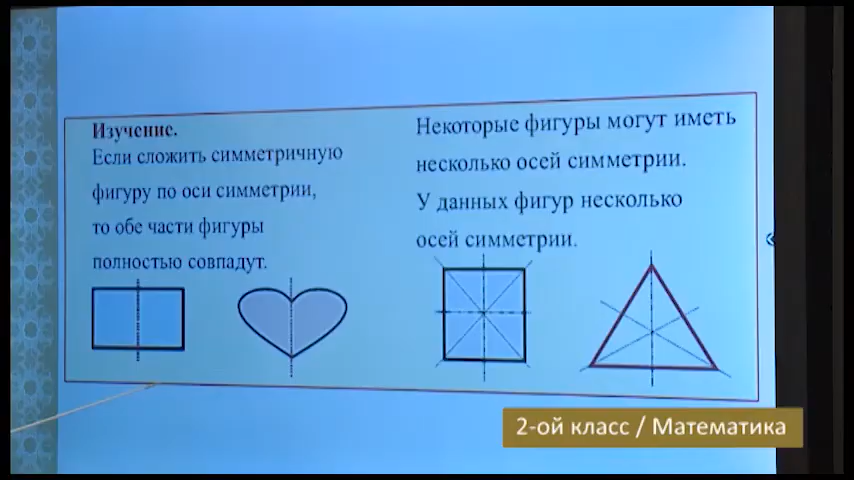 Изучение.
Если сложить симметричную
фигуру по оси симметрии,
то обе части фигуры
полностью совпадут.
Некоторые фигуры могут иметь
несколько осей симметрии.
У данных фигур несколько
осей симметрии.
2-ой класс / Математика